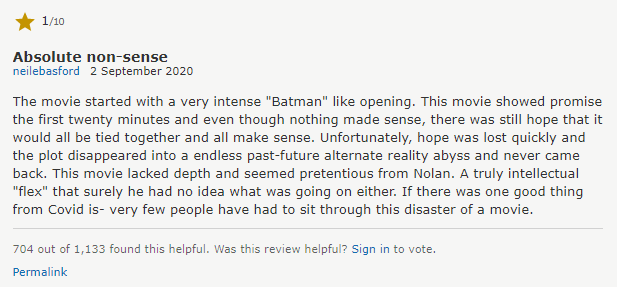 1/10
Absolute non-sense
neilebasford 2 September 2020
The movie started with a very intense "Batman" like opening. This movie showed promise
the first twenty minutes and even though nothing made sense, there was still hope that it
would all be tied together and all make sense. Unfortunately, hope was lost quickly and
the plot disappeared into a endless past-future alternate reality abyss and never came
back. This movie lacked depth and seemed pretentious from Nolan. A truly intellectual
"flex" that surely he had no idea what was going on either. If there was one good thing
from Covid is- very few people have had to sit through this disaster of a movie.
704 out of 1,133 found this helpful. Was this review helpful? Sign in to vote.
Permalink